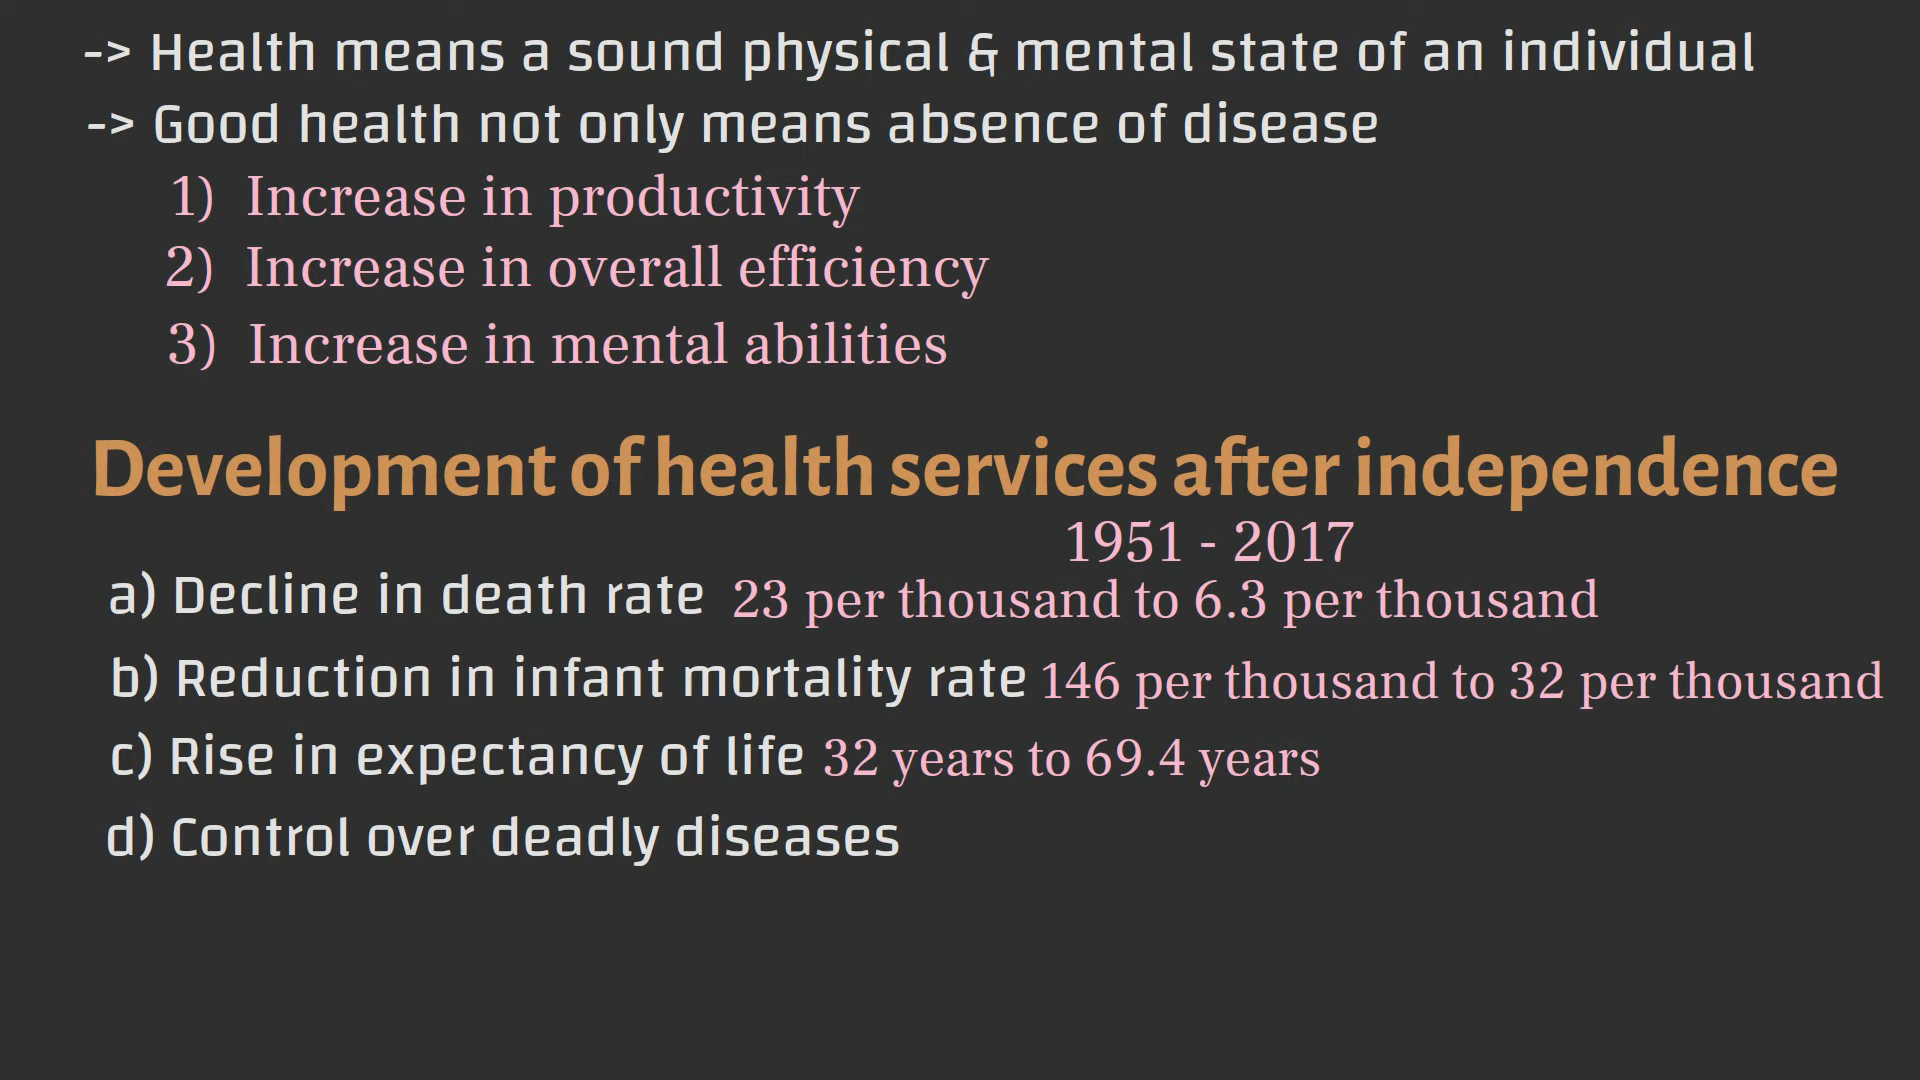 -> Health means a sound physical & mental state of an individual
-> Good health not only means absence of disease
1) Increase in productivity
2) Increase in overall efficiency
3) Increase in mental abilities
Development of health services after independence
1951 - 2017
a) Decline in death rate 23 per thousand to 6.3 per thousand
b) Reduction in infant mortality rate 146 per thousand to 32 per thousand
c) Rise in expectancy of life 32 years to 69.4 years
d) Control over deadly diseases